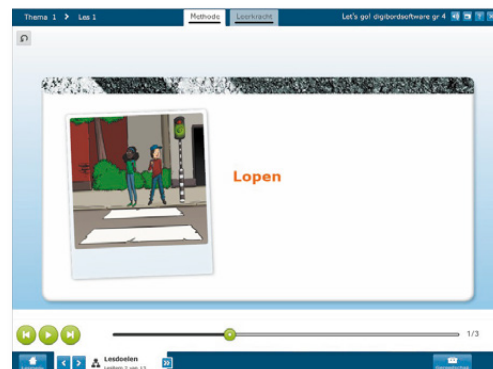 Thema 1 > Les 1
Methode
Leerkracht
Let's go! digibordsoftware gr 4
Lopen
1/3
Lesdoelen